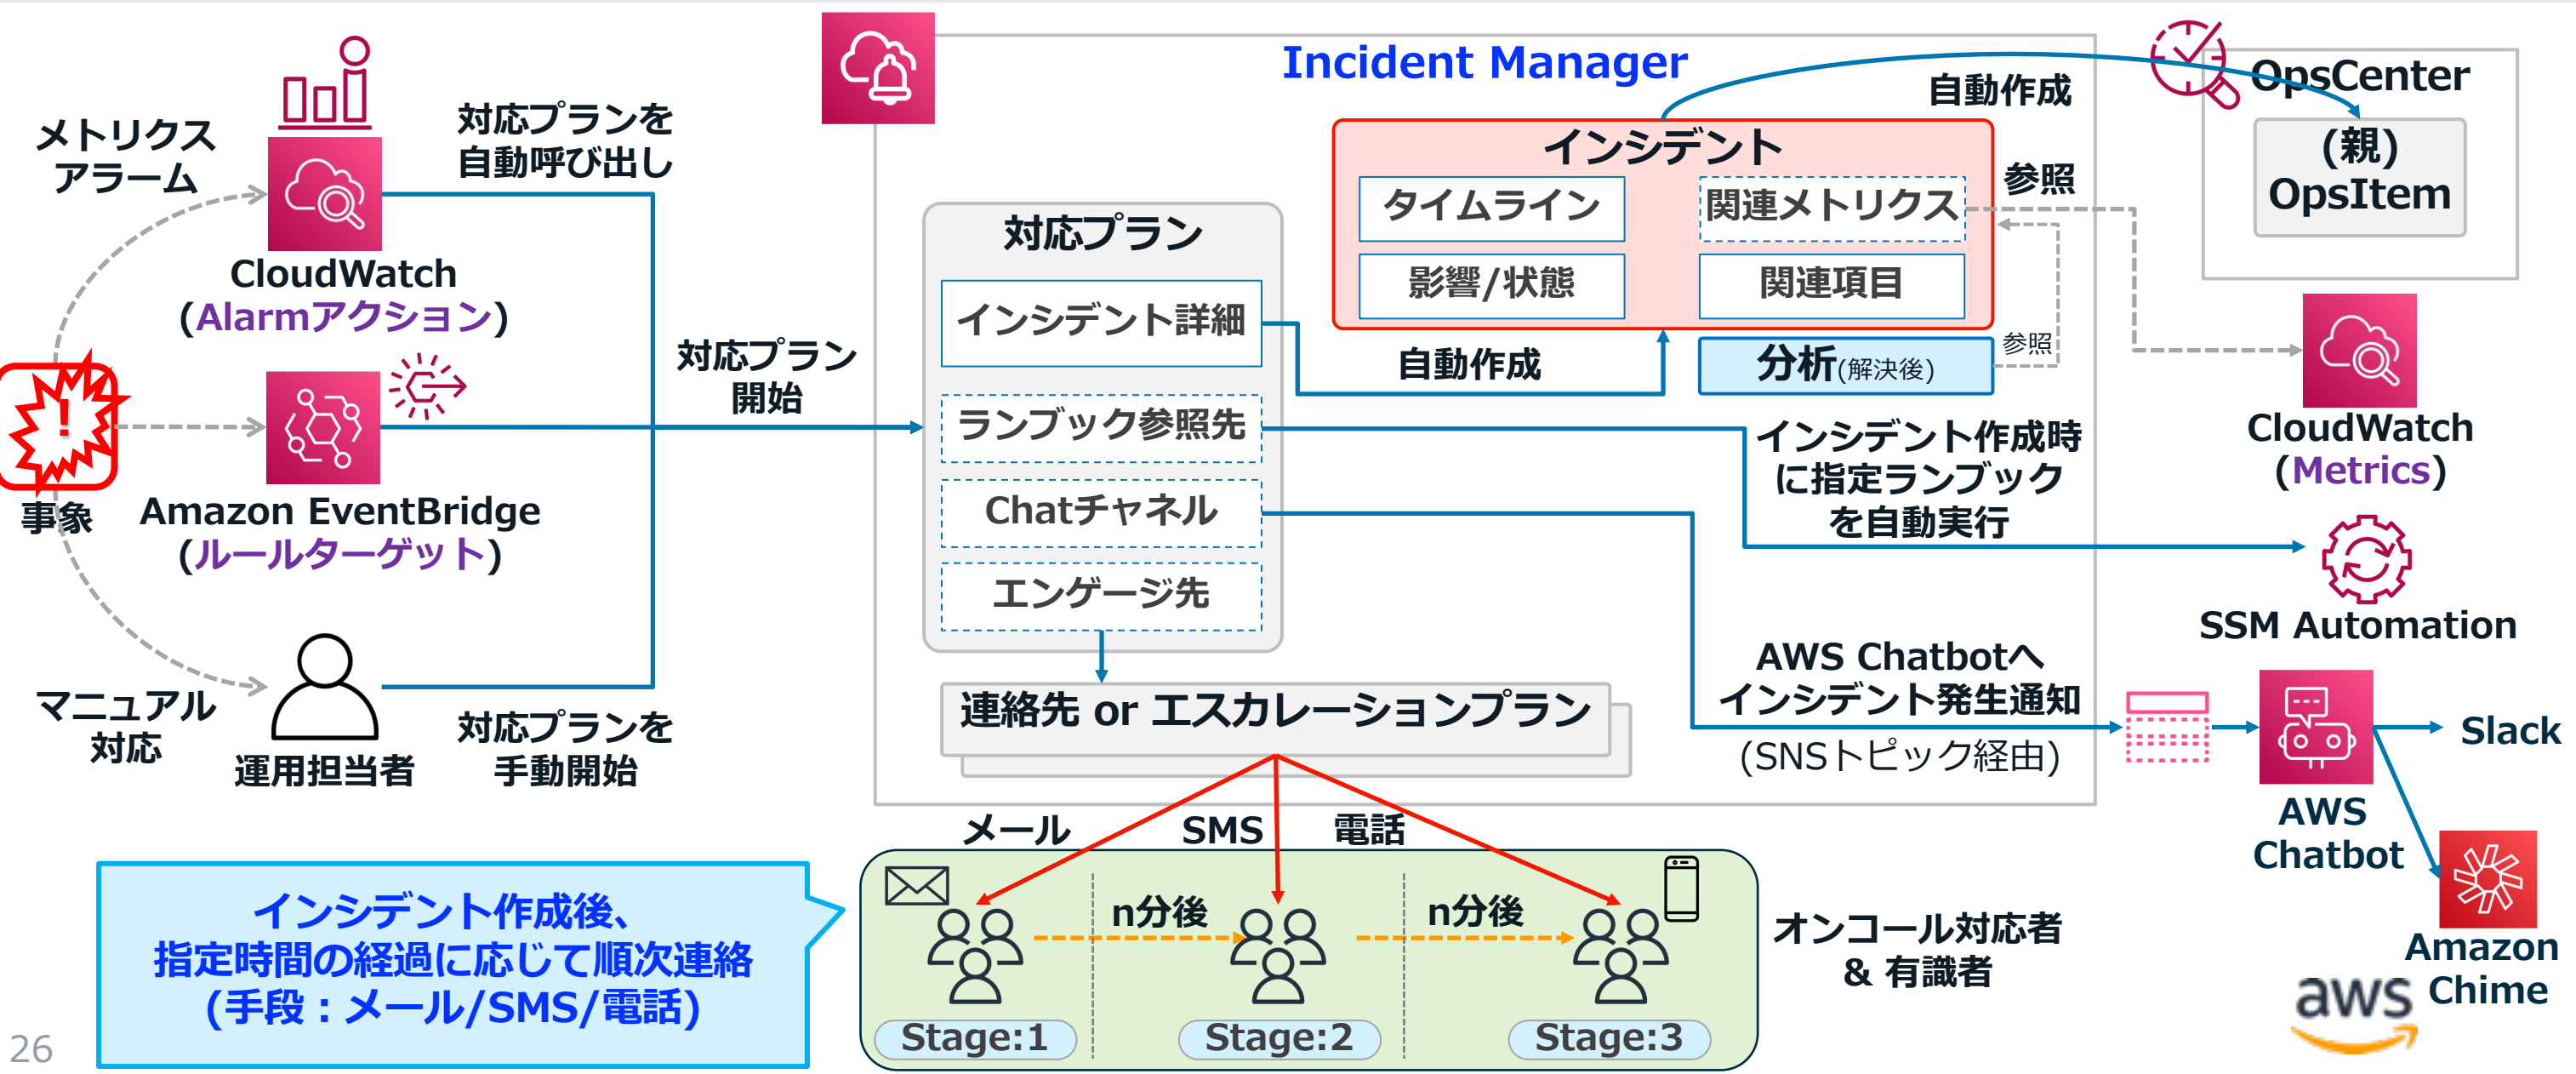 Incident Manager
メトリクス
アラーム
対応プランを
自動呼び出し
CloudWatch
(Alarmアクション)
!
事象
Amazon EventBridge
(ルールターゲット)
マニュアル
対応
運用担当者
対応プランを
手動開始
対応プラン
開始
対応プラン
インシデント詳細
ランブック参照先
Chatチャネル
エンゲージ先
自動作成
インシデント
タイムライン
関連メトリクス
影響/状態
関連項目
分析(解決後)
参照
自動作成
参照
OpsCenter
(親)
OpsItem
CloudWatch
(Metrics)
インシデント作成時
に指定ランブック
を自動実行
SSM Automation
AWS Chatbotへ
インシデント発生通知
(SNSトピック経由)
AWS
Chatbot
Slack
Amazon
Chime
連絡先 or エスカレーションプラン
メール
SMS
電話
n分後
n分後
Stage:1
Stage:2
Stage:3
オンコール対応者
& 有識者
インシデント作成後、
指定時間の経過に応じて順次連絡
(手段：メール/SMS/電話)
26
aws